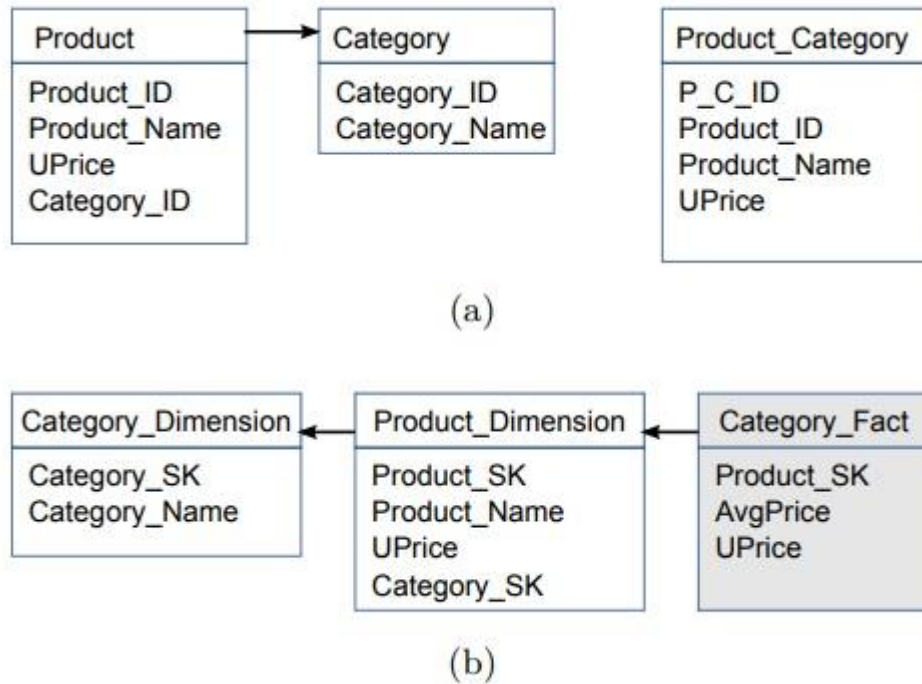 Product
Product_ID
Product_Name
UPrice
Category_ID
Category
Category_ID
Category_Name
Product_Category
P_C_ID
Product_ID
Product_Name
UPrice
(a)
Category_Dimension
Category_SK
Category_Name
Product_Dimension
Product_SK
Product_Name
UPrice
Category_SK
Category_Fact
Product_SK
AvgPrice
UPrice
(b)